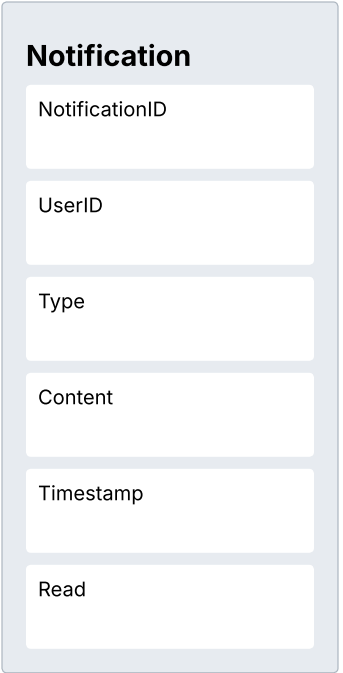 Notification
NotificationID
UserID
Type
Content
Timestamp
Read